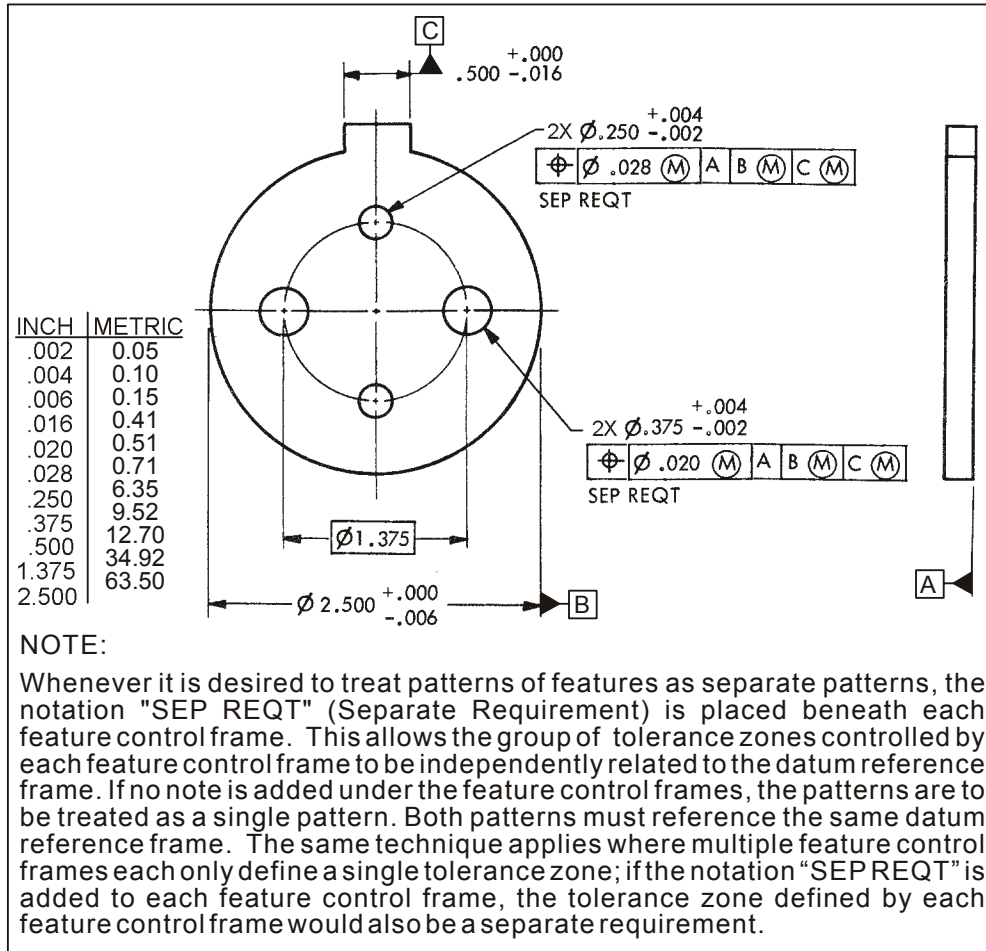 C
+.000
.500 -.016
+.004
2X Ø.250 -.002
⌖ Ø .028 Ⓜ A B Ⓜ C Ⓜ
SEP REQT
INCH METRIC
.002 0.05
.004 0.10
.006 0.15
.016 0.41
.020 0.51
.028 0.71
.250 6.35
.375 9.52
.500 12.70
1.375 34.92
2.500 63.50
+.004
2X Ø.375 -.002
⌖ Ø .020 Ⓜ A B Ⓜ C Ⓜ
SEP REQT
Ø1.375
A
Ø 2.500 +.000
-.006
B
NOTE:
Whenever it is desired to treat patterns of features as separate patterns, the
notation "SEP REQT" (Separate Requirement) is placed beneath each
feature control frame. This allows the group of tolerance zones controlled by
each feature control frame to be independently related to the datum reference
frame. If no note is added under the feature control frames, the patterns are to
be treated as a single pattern. Both patterns must reference the same datum
reference frame. The same technique applies where multiple feature control
frames each only define a single tolerance zone; if the notation “SEP REQT” is
added to each feature control frame, the tolerance zone defined by each
feature control frame would also be a separate requirement.